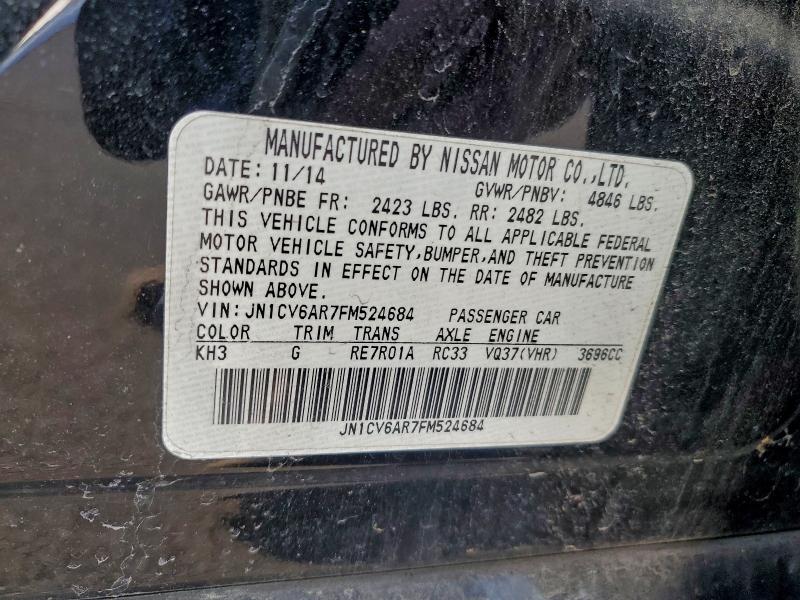 MANUFACTURED BY NISSAN MOTOR CO.,LTD.
DATE: 11/14 GVWR/PNBV: 4846 LBS.
GAWR/PNBE FR: 2423 LBS. RR: 2482 LBS.
THIS VEHICLE CONFORMS TO ALL APPLICABLE FEDERAL
MOTOR VEHICLE SAFETY,BUMPER,AND THEFT PREVENTION
STANDARDS IN EFFECT ON THE DATE OF MANUFACTURE
SHOWN ABOVE.
VIN: JN1CV6AR7FM524684 PASSENGER CAR
COLOR TRIM TRANS AXLE ENGINE
KH3 G RE7R01A RC33 VQ37(VHR) 3696CC
JN1CV6AR7FM524684